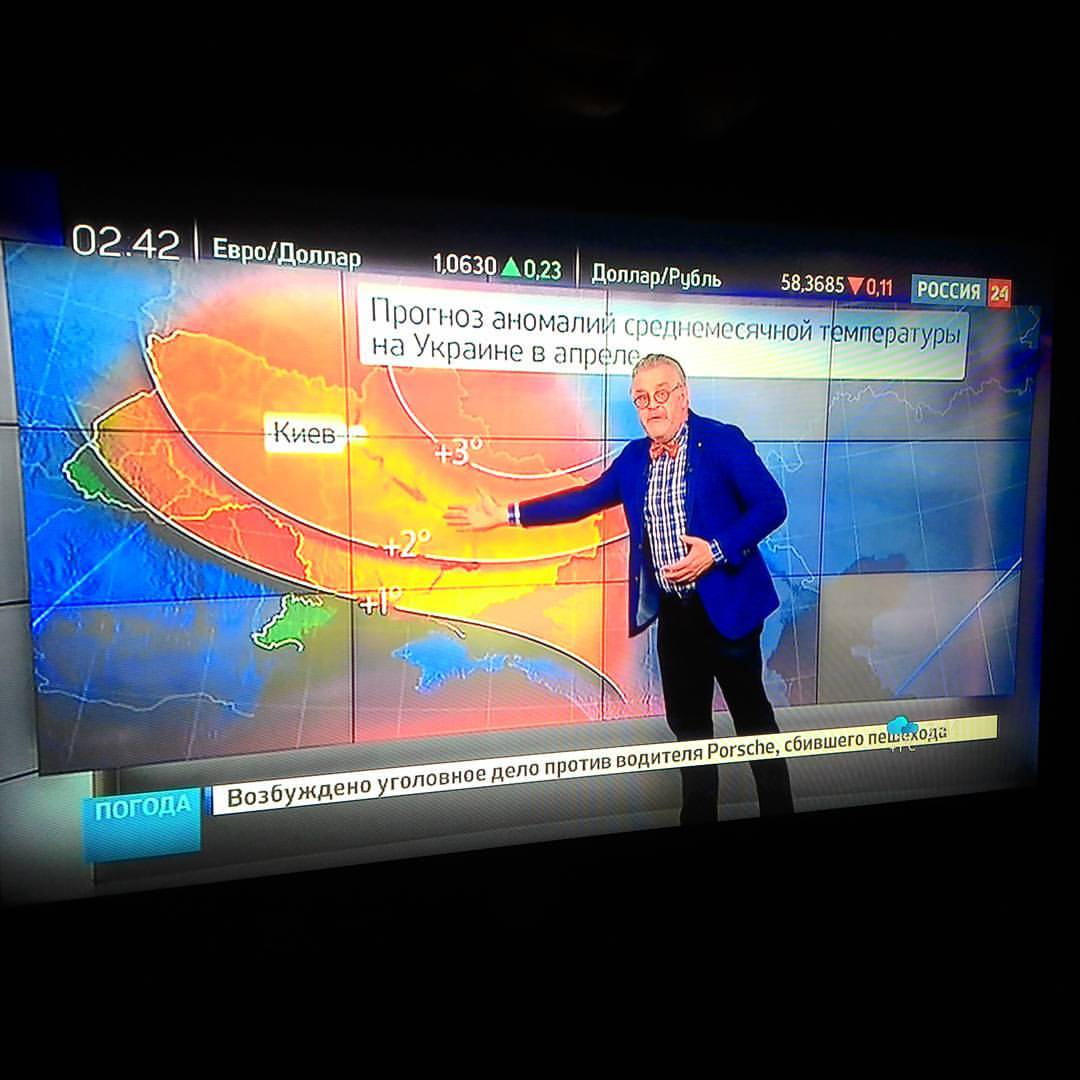 02:42 Евро/Доллар 1,0630 ▲ 0,23 Доллар/Рубль 58,3685 ▼ 0,11 РОССИЯ 24
Прогноз аномалий среднемесячной температуры
на Украине в апреле
Киев
+3°
+2°
+1°
Возбуждено уголовное дело против водителя Porsche, сбившего пешехода
ПОГОДА